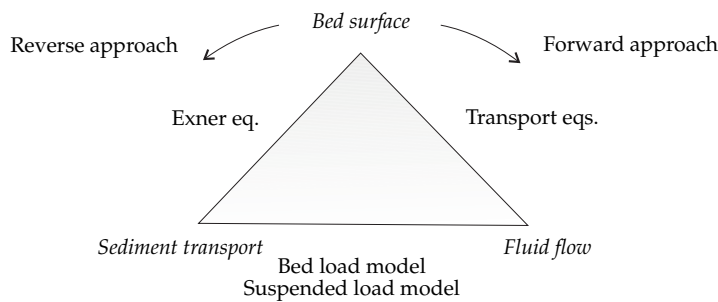 Bed surface
Reverse approach
Forward approach
Exner eq.
Transport eqs.
Sediment transport
Fluid flow
Bed load model
Suspended load model